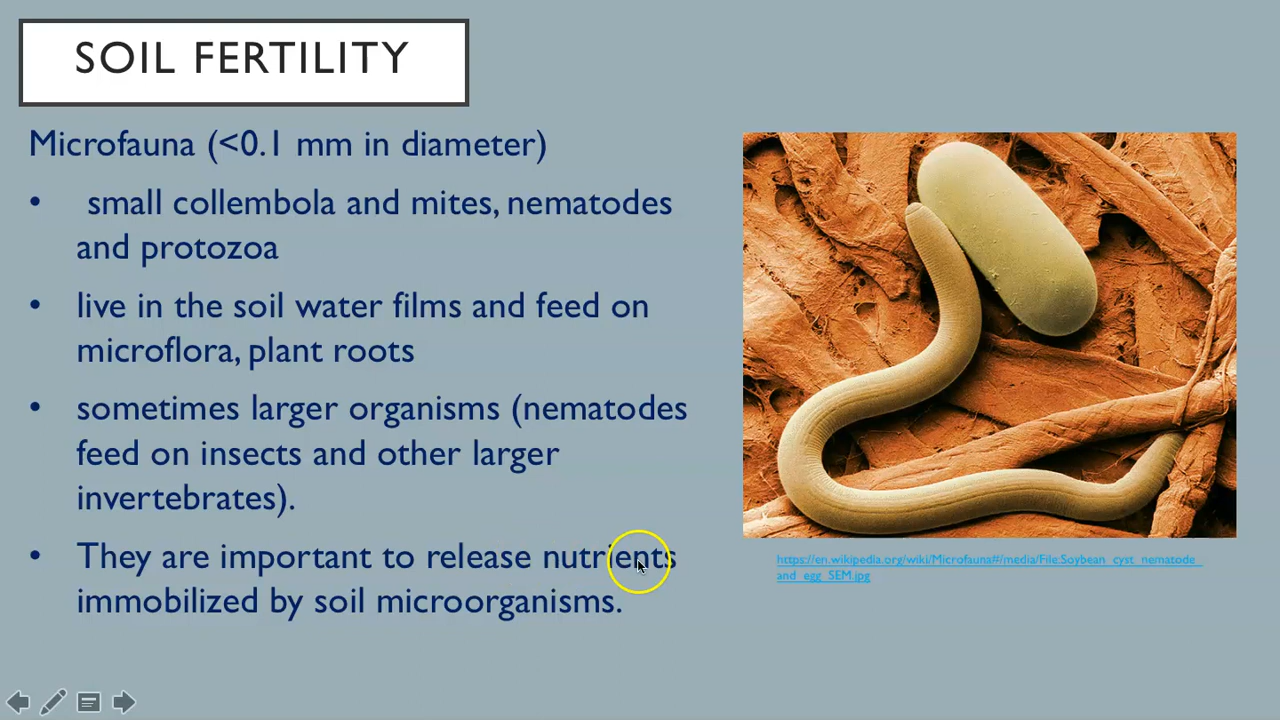 SOIL FERTILITY
Microfauna (<0.1 mm in diameter)
• small collembola and mites, nematodes
and protozoa
• live in the soil water films and feed on
microflora, plant roots
• sometimes larger organisms (nematodes
feed on insects and other larger
invertebrates).
• They are important to release nutrients
immobilized by soil microorganisms.
https://en.wikipedia.org/wiki/Microfauna#/media/File:Soybean_cyst_nematode_
and_egg_SEM.jpg